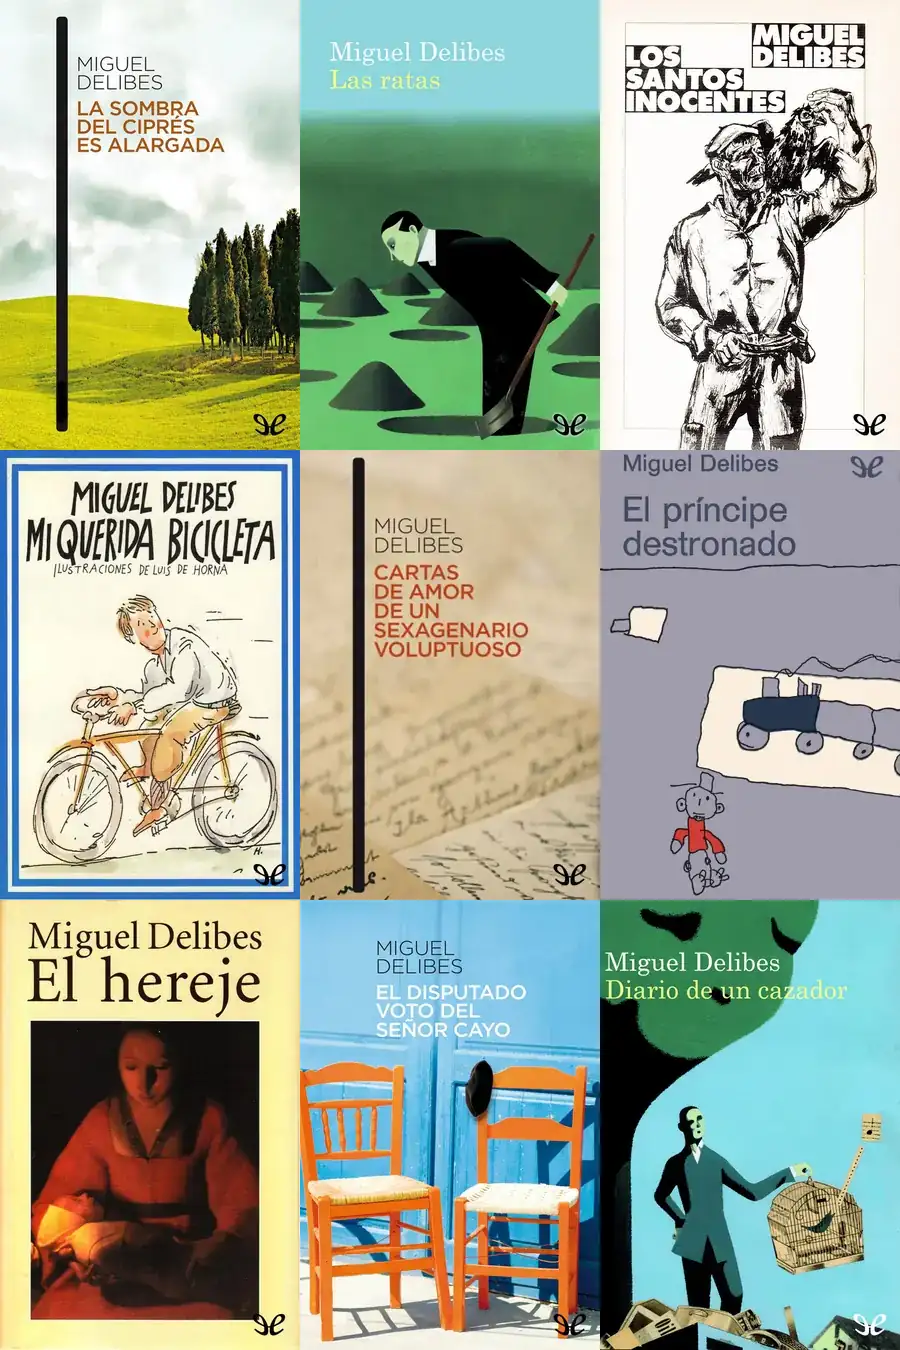 MIGUEL
DELIBES
LA SOMBRA
DEL CIPRÉS
ES ALARGADA
Miguel Delibes
Las ratas
MIGUEL
DELIBES
LOS
SANTOS
INOCENTES
MIGUEL DELIBES
MI QUERIDA BICICLETA
ILUSTRACIONES DE LUIS DE HORNA
H.
MIGUEL
DELIBES
CARTAS
DE AMOR
DE UN
SEXAGENARIO
VOLUPTUOSO
Miguel Delibes
El príncipe
destronado
Miguel Delibes
El hereje
MIGUEL
DELIBES
EL DISPUTADO
VOTO DEL
SEÑOR CAYO
Miguel Delibes
Diario de un cazador